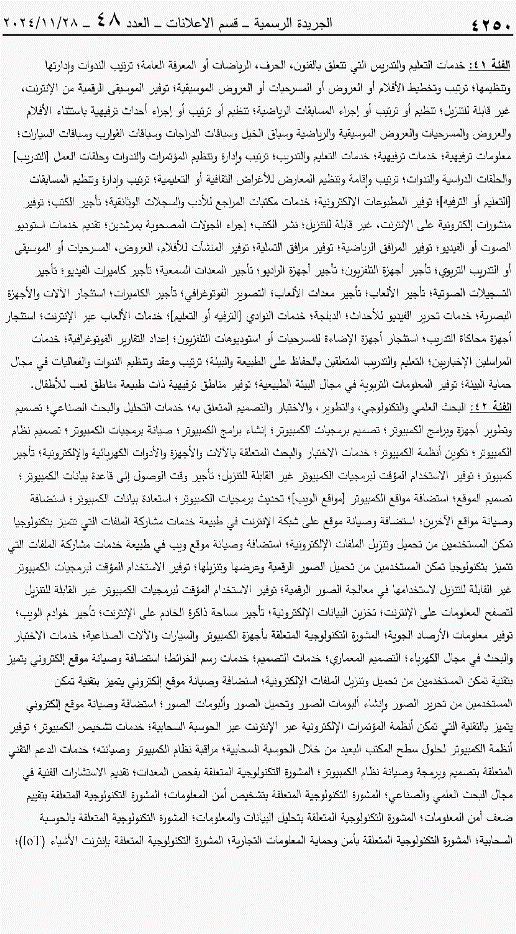 ٤٢٥٠ الجريدة الرسمية ـ قسم الاعلانات ـ العدد ٤٨ ـ ٢٠٢٤/١١/٢٨
الفئة ٤١: خدمات التعليم والتدريس التي تتعلق بالفنون، الحرف، الرياضات أو المعرفة العامة؛ ترتيب الندوات وإدارتها
وتنظيمها؛ ترتب وتخطيط الأفلام أو العروض أو المسرحيات أو العروض الموسيقية؛ توفير الموسيقى الرقمية من الإنترنت،
غير قابلة للتنزيل؛ تنظيم أو ترتيب أو إجراء المسابقات الرياضية؛ تنظيم أو ترتيب أو إجراء أحداث ترفيهية باستثناء الأفلام
والعروض والمسرحيات والعروض الموسيقية والرياضية وسباق الخيل وسباقات الدراجات وسباقات القوارب وسباقات السيارات؛
معلومات ترفيهية؛ خدمات ترفيهية؛ خدمات التعليم والتدريب؛ ترتيب وإدارة وتنظيم المؤتمرات والندوات وحلقات العمل [التدريب]
والحلقات الدراسية والندوات؛ ترتيب وإقامة وتنظيم المعارض للأغراض الثقافية أو التعليمية؛ ترتيب وإدارة وتنظيم المسابقات
[التعليم أو الترفيه]؛ توفير المطبوعات الإلكترونية؛ خدمات مكتبات المراجع للأدب والسجلات الوثائقية؛ تأجير الكتب؛ توفير
منشورات إلكترونية على الإنترنت، غير قابلة للتنزيل؛ نشر الكتب؛ إجراء الجولات المصحوبة بمرشدين؛ تقديم خدمات استوديو
الصوت أو الفيديو؛ توفير المرافق الرياضية؛ توفير مرافق التسلية؛ توفير المنشآت للأفلام، العروض، المسرحيات أو الموسيقى
أو التدريب التربوي؛ تأجير أجهزة التلفزيون؛ تأجير أجهزة الراديو؛ تأجير المعدات السمعية؛ تأجير كاميرات الفيديو؛ تأجير
التسجيلات الصوتية؛ تأجير الألعاب؛ تأجير معدات الألعاب؛ التصوير الفوتوغرافي؛ تأجير الكاميرات؛ استئجار الآلات والأجهزة
البصرية؛ خدمات تحرير الفيديو للأحداث؛ الدبلجة؛ خدمات النوادي [الترفيه أو التعليم]؛ خدمات الألعاب عبر الإنترنت؛ استئجار
أجهزة محاكاة التدريب؛ استئجار أجهزة الإضاءة للمسرحيات أو استوديوهات التلفزيون؛ إعداد التقارير الفوتوغرافية؛ خدمات
المراسلين الإخباريين؛ التعليم والتدريب المتعلقين بالحفاظ على الطبيعة والبيئة؛ ترتيب وعقد وتنظيم الندوات والفعاليات في مجال
حماية البيئة؛ توفير المعلومات التربوية في مجال البيئة الطبيعية؛ توفير مناطق ترفيهية ذات طبيعة مناطق لعب للأطفال.
الفئة ٤٢: البحث العلمي والتكنولوجي، والتطوير ، والاختبار والتصميم المتعلق به؛ خدمات التحليل والبحث الصناعي؛ تصميم
وتطوير أجهزة وبرامج الكمبيوتر؛ تصميم برمجيات الكمبيوتر؛ إنشاء برامج الكمبيوتر؛ صيانة برمجيات الكمبيوتر؛ تصميم نظام
الكمبيوتر؛ تكوين أنظمة الكمبيوتر؛ خدمات الاختبار والبحث المتعلقة بالآلات والأجهزة والأدوات الكهربائية والإلكترونية؛ تأجير
كمبيوتر؛ توفير الاستخدام المؤقت لبرمجيات الكمبيوتر غير القابلة للتنزيل؛ تأجير وقت الوصول إلى قاعدة بيانات الكمبيوتر؛
تصميم الموقع؛ استضافة مواقع الكمبيوتر [مواقع الويب]؛ تحديث برمجيات الكمبيوتر؛ استعادة بيانات الكمبيوتر؛ استضافة
وصيانة مواقع الآخرين؛ استضافة وصيانة موقع على شبكة الإنترنت في طبيعة خدمات مشاركة الملفات التي تتميز بتكنولوجيا
تمكن المستخدمين من تحميل وتنزيل الملفات الإلكترونية؛ استضافة وصيانة موقع ويب في طبيعة خدمات مشاركة الملفات التي
تتميز بتكنولوجيا تمكن المستخدمين من تحميل الصور الرقمية وعرضها وتنزيلها؛ توفير الاستخدام المؤقت لبرمجيات الكمبيوتر
غير القابلة للتنزيل لاستخدامها في معالجة الصور الرقمية؛ توفير الاستخدام المؤقت لبرمجيات الكمبيوتر عبر القابلة للتنزيل
لتصفح المعلومات على الإنترنت؛ تخزين البيانات الإلكترونية؛ تأجير مساحة ذاكرة الخادم على الإنترنت؛ تأجير خوادم الويب؛
توفير معلومات الأرصاد الجوية؛ المشورة التكنولوجية المتعلقة بأجهزة الكمبيوتر والسيارات والآلات الصناعية؛ خدمات الاختبار
والبحث في مجال الكهرباء؛ التصميم المعماري؛ خدمات التصميم؛ خدمات رسم الخرائط؛ استضافة وصيانة موقع إلكتروني يتميز
بتقنية تمكن المستخدمين من تحميل وتنزيل الملفات الإلكترونية؛ استضافة وصيانة موقع إلكتروني يتميز بتقنية تمكن
المستخدمين من تحرير الصور وإنشاء ألبومات الصور وتحميل الصور وألبومات الصور؛ استضافة وصيانة موقع إلكتروني
يتميز بالتقنية التي تمكن أنظمة المؤتمرات الإلكترونية عبر الإنترنت عبر الحوسبة السحابية؛ خدمات تشخيص الكمبيوتر؛ توفير
أنظمة الكمبيوتر لحلول سطح المكتب البعيد من خلال الحوسبة السحابية؛ مراقبة نظام الكمبيوتر وصيانته؛ خدمات الدعم التقني
المتعلقة بتصميم وبرمجة وصيانة نظام الكمبيوتر؛ المشورة التكنولوجية المتعلقة بفحص المعدات؛ تقديم الاستشارات الفنية في
مجال البحث العلمي والصناعي؛ المشورة التكنولوجية المتعلقة بتشخيص أمن المعلومات؛ المشورة التكنولوجية المتعلقة بتقييم
ضعف أمن المعلومات؛ المشورة التكنولوجية المتعلقة بتحليل البيانات والمعلومات؛ المشورة التكنولوجية المتعلقة بالحوسبة
السحابية؛ المشورة التكنولوجية المتعلقة بأمن وحماية المعلومات التجارية؛ المشورة التكنولوجية المتعلقة بإنترنت الأشياء (IoT)؛